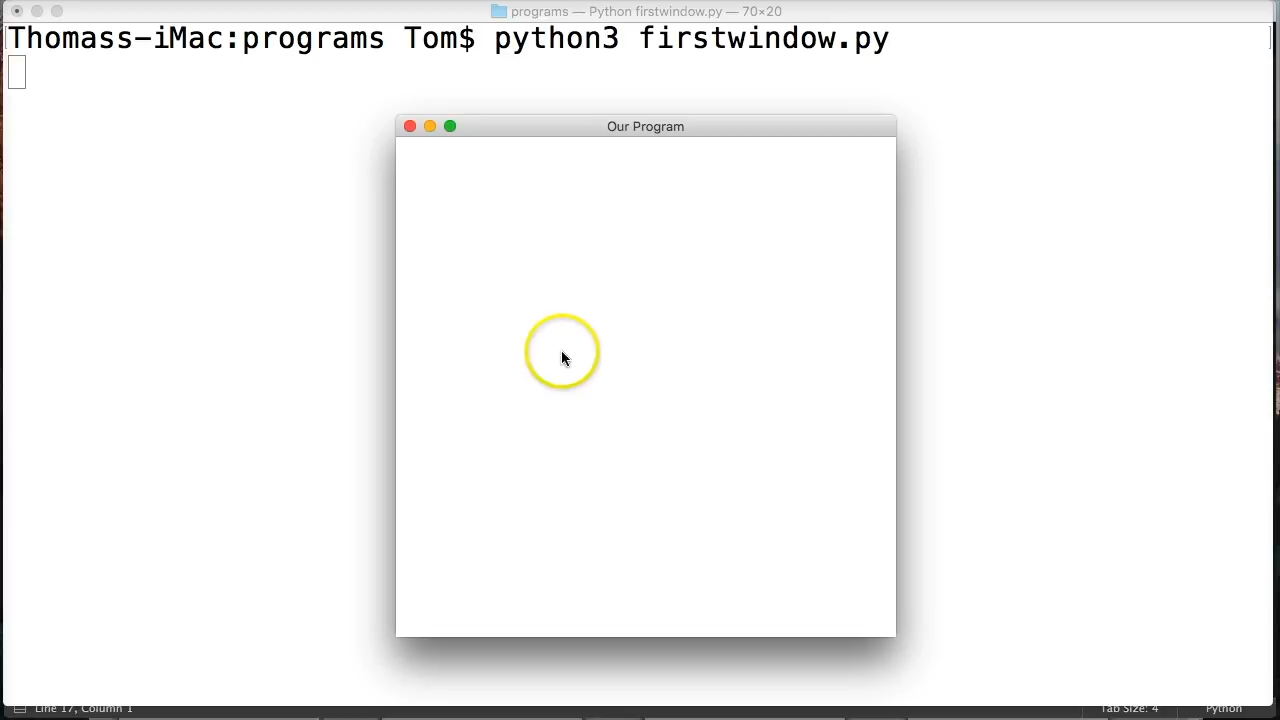 programs — Python firstwindow.py — 70×20
Thomass-iMac:programs Tom$ python3 firstwindow.py
Our Program
Line 17, Column 1
Tab Size: 4
Python